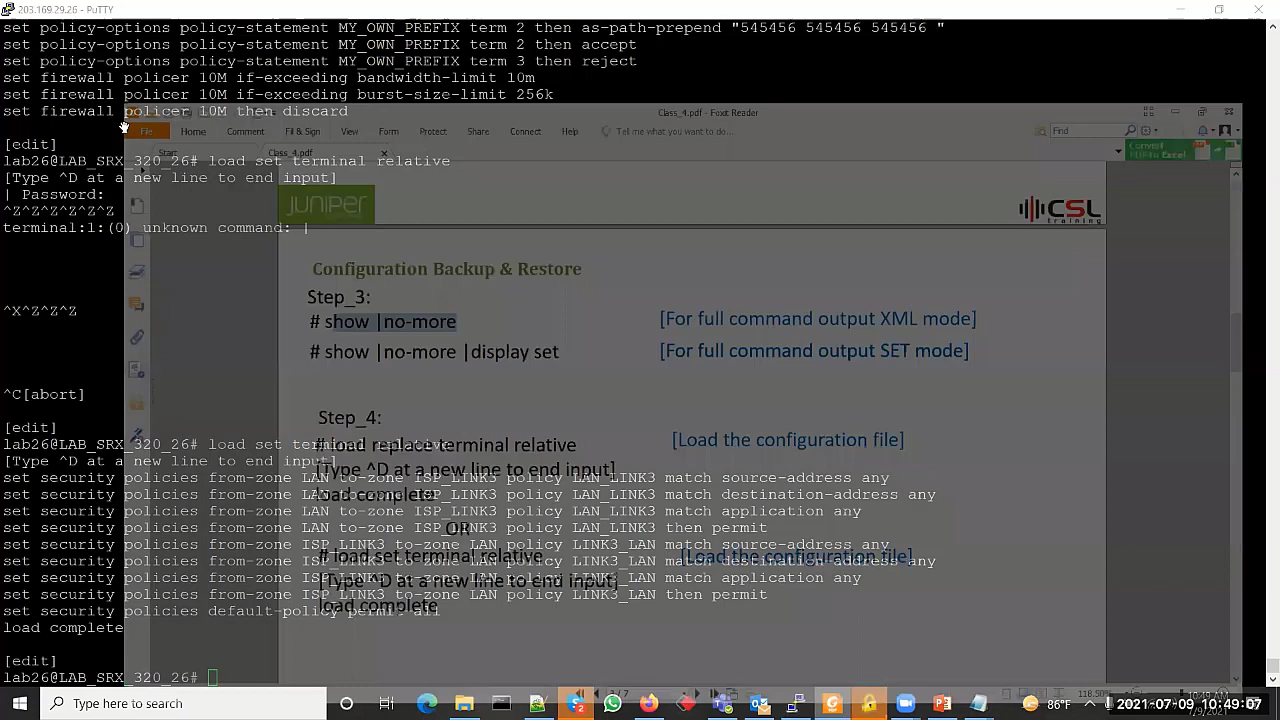 203.169.29.26 - PuTTY
set policy-options policy-statement MY_OWN_PREFIX term 2 then as-path-prepend "545456 545456 545456 "
set policy-options policy-statement MY_OWN_PREFIX term 2 then accept
set policy-options policy-statement MY_OWN_PREFIX term 3 then reject
set firewall policer 10M if-exceeding bandwidth-limit 10m
set firewall policer 10M if-exceeding burst-size-limit 256k
set firewall policer 10M then discard
Class_4.pdf - Foxit Reader
File Home Comment Fill & Sign View Form Protect Share Connect Help Tell me what you want to do... Find
[edit]
Start Class_4.pdf
Excel
lab26@LAB_SRX_320_26# load set terminal relative
[Type ^D at a new line to end input]
| Password:
^Z^Z^Z^Z^Z^Z
terminal:1:(0) unknown command: |
JUNIPER
CSL
training
Configuration Backup & Restore
Step_3:
# show |no-more [For full command output XML mode]
^X^Z^Z^Z
# show |no-more |display set [For full command output SET mode]
^C[abort]
Step_4:
[edit]
# load replace terminal relative [Load the configuration file]
[Type ^D at a new line to end input]
load complete
OR
# load set terminal relative [Load the configuration file]
[Type ^D at a new line to end input]
load complete
lab26@LAB_SRX_320_26# load set terminal relative
[Type ^D at a new line to end input]
set security policies from-zone LAN to-zone ISP_LINK3 policy LAN_LINK3 match source-address any
set security policies from-zone LAN to-zone ISP_LINK3 policy LAN_LINK3 match destination-address any
set security policies from-zone LAN to-zone ISP_LINK3 policy LAN_LINK3 match application any
set security policies from-zone LAN to-zone ISP_LINK3 policy LAN_LINK3 then permit
set security policies from-zone ISP_LINK3 to-zone LAN policy LINK3_LAN match source-address any
set security policies from-zone ISP_LINK3 to-zone LAN policy LINK3_LAN match destination-address any
set security policies from-zone ISP_LINK3 to-zone LAN policy LINK3_LAN match application any
set security policies from-zone ISP_LINK3 to-zone LAN policy LINK3_LAN then permit
set security policies default-policy permit-all
load complete
[edit]
lab26@LAB_SRX_320_26#
/ 7
118.50%
Type here to search
86°F
2021-07-09 10:49:07